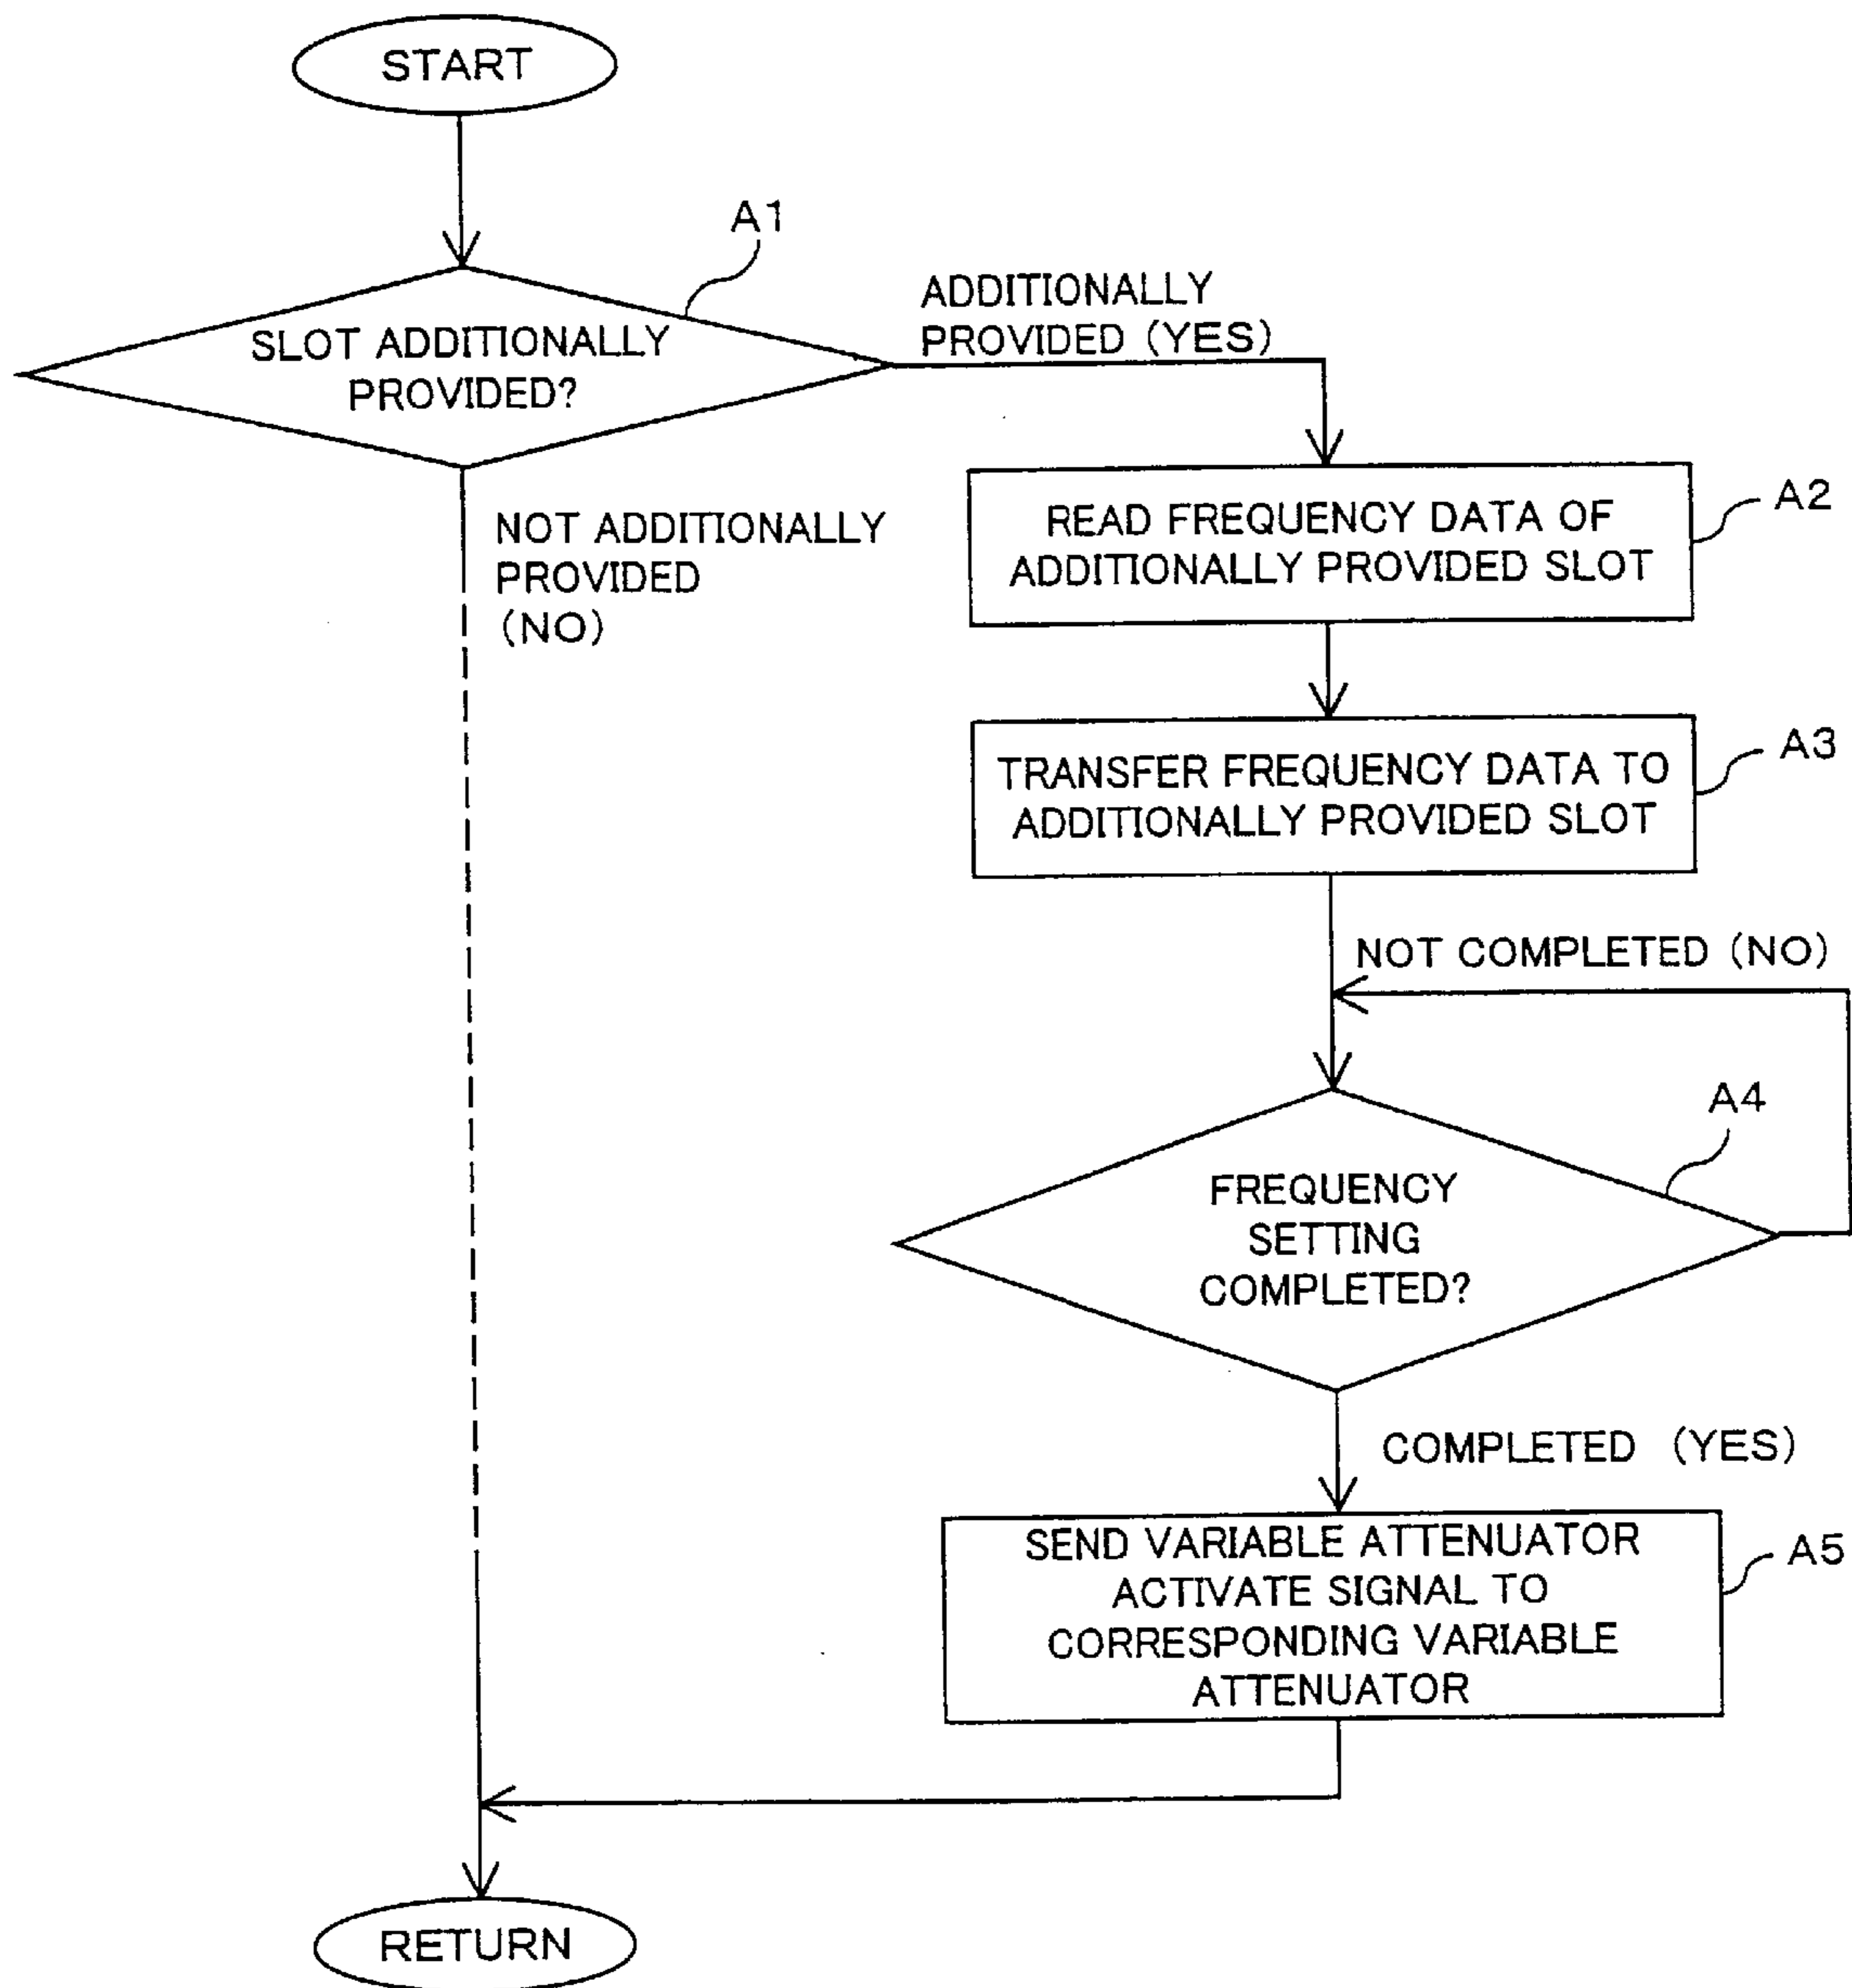 START
A1
SLOT ADDITIONALLY
PROVIDED?
ADDITIONALLY
PROVIDED (YES)
NOT ADDITIONALLY
PROVIDED
(NO)
READ FREQUENCY DATA OF
ADDITIONALLY PROVIDED SLOT
A2
TRANSFER FREQUENCY DATA TO
ADDITIONALLY PROVIDED SLOT
A3
NOT COMPLETED (NO)
A4
FREQUENCY
SETTING
COMPLETED?
COMPLETED (YES)
SEND VARIABLE ATTENUATOR
ACTIVATE SIGNAL TO
CORRESPONDING VARIABLE
ATTENUATOR
A5
RETURN